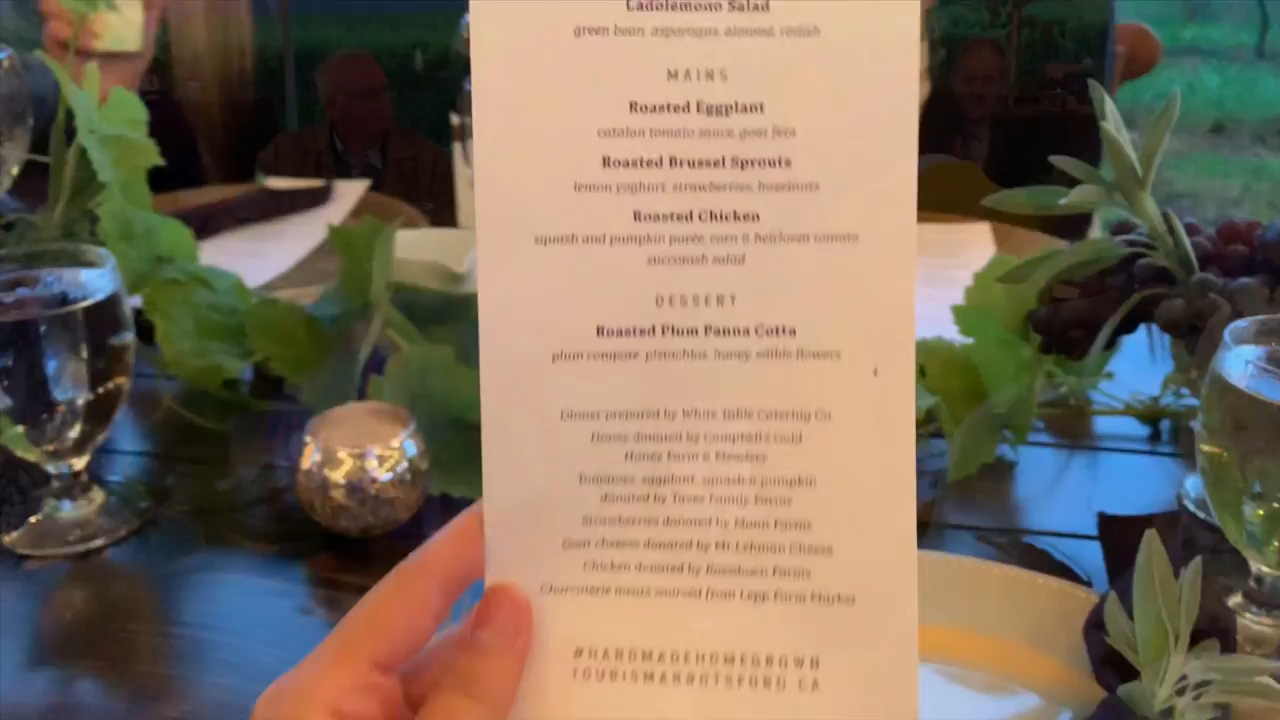 Ladolemono Salad
green bean, asparagus, almond, radish
MAINS
Roasted Eggplant
catalan tomato sauce, goat feta
Roasted Brussel Sprouts
lemon yoghurt, strawberries, hazelnuts
Roasted Chicken
squash and pumpkin purée, corn & heirloom tomato
succotash salad
DESSERT
Roasted Plum Panna Cotta
plum compote, pistachios, honey, edible flowers
Dinner prepared by White Table Catering Co
Honey donated by Campbell's Gold
Honey Farm & Meadery
Tomatoes, eggplant, squash & pumpkin
donated by Taves Family Farms
Strawberries donated by Maan Farms
Goat cheeses donated by Mt Lehman Cheese
Chicken donated by Rossdown Farms
Charcuterie meats sourced from Lepp Farm Market
#HANDMADEHOMEGROWN
TOURISMABBOTSFORD.CA